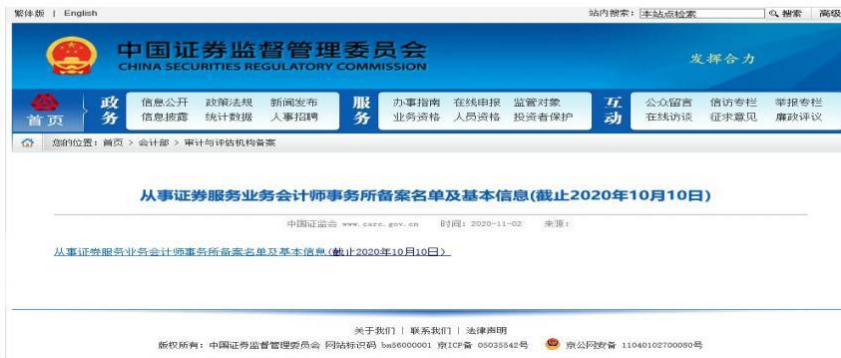 繁体版 | English 站内搜索: 本站点检索 搜索 高级
中国证券监督管理委员会
CHINA SECURITIES REGULATORY COMMISSION
发挥合力
首页 政务 信息公开 政策法规 新闻发布 服务 办事指南 在线申报 监管对象 互动 公众留言 信访专栏 举报专栏
信息披露 统计数据 人事招聘 业务资格 人员资格 投资者保护 在线访谈 征求意见 廉政评议
您的位置: 首页 > 会计部 > 审计与评估机构备案
从事证券服务业务会计师事务所备案名单及基本信息(截止2020年10月10日)
中国证监会 www.csrc.gov.cn 时间: 2020-11-02 来源:
从事证券服务业务会计师事务所备案名单及基本信息(截止2020年10月10日)
关于我们 | 联系我们 | 法律声明
版权所有: 中国证券监督管理委员会 网站标识码 bm56000001 京ICP备 05035542号 京公网安备 11040102700080号